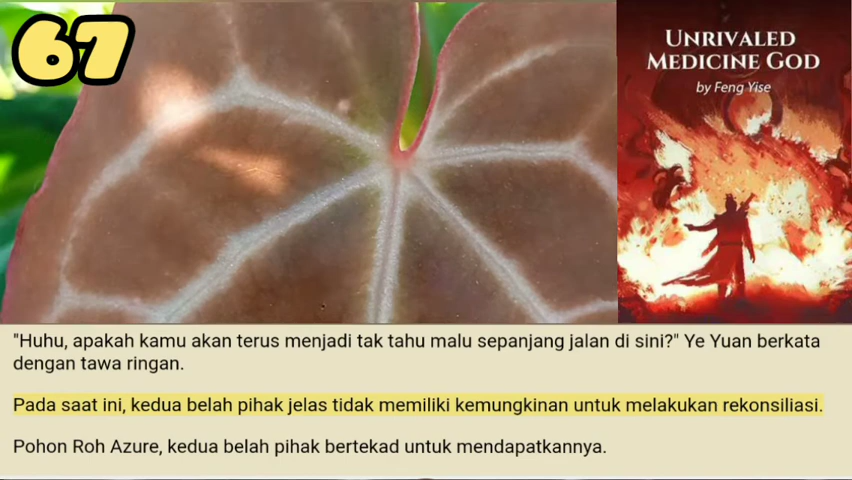 67
UNRIVALED
MEDICINE GOD
by Feng Yise
"Huhu, apakah kamu akan terus menjadi tak tahu malu sepanjang jalan di sini?" Ye Yuan berkata
dengan tawa ringan.
Pada saat ini, kedua belah pihak jelas tidak memiliki kemungkinan untuk melakukan rekonsiliasi.
Pohon Roh Azure, kedua belah pihak bertekad untuk mendapatkannya.